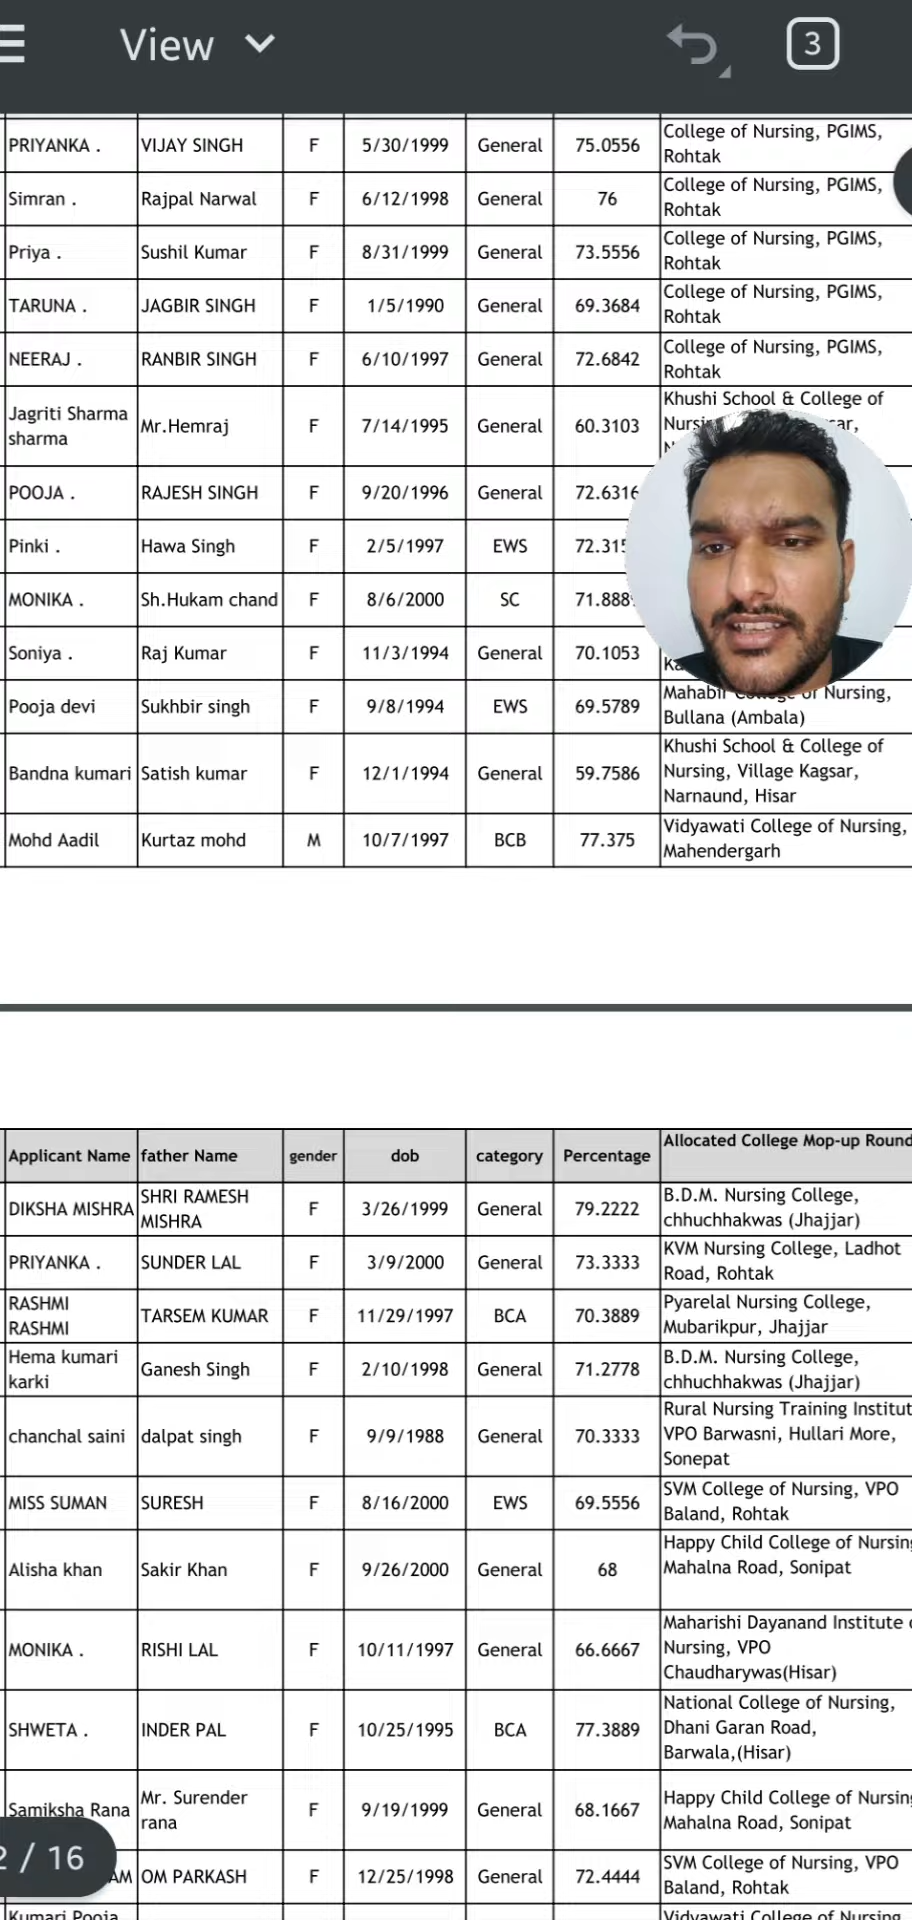 View
3
PRIYANKA . VIJAY SINGH F 5/30/1999 General 75.0556 College of Nursing, PGIMS,
Rohtak
Simran . Rajpal Narwal F 6/12/1998 General 76 College of Nursing, PGIMS,
Rohtak
Priya . Sushil Kumar F 8/31/1999 General 73.5556 College of Nursing, PGIMS,
Rohtak
TARUNA . JAGBIR SINGH F 1/5/1990 General 69.3684 College of Nursing, PGIMS,
Rohtak
NEERAJ . RANBIR SINGH F 6/10/1997 General 72.6842 College of Nursing, PGIMS,
Rohtak
Jagriti Sharma
sharma Mr.Hemraj F 7/14/1995 General 60.3103 Khushi School & College of
POOJA . RAJESH SINGH F 9/20/1996 General 72.6316
Pinki . Hawa Singh F 2/5/1997 EWS
MONIKA . Sh.Hukam chand F 8/6/2000 SC
Soniya . Raj Kumar F 11/3/1994 General 70.1053
Pooja devi Sukhbir singh F 9/8/1994 EWS 69.5789 Mahabir College of Nursing,
Bullana (Ambala)
Bandna kumari Satish kumar F 12/1/1994 General 59.7586 Khushi School & College of
Nursing, Village Kagsar,
Narnaund, Hisar
Mohd Aadil Kurtaz mohd M 10/7/1997 BCB 77.375 Vidyawati College of Nursing,
Mahendergarh
Applicant Name father Name gender dob category Percentage Allocated College Mop-up Round
DIKSHA MISHRA SHRI RAMESH
MISHRA F 3/26/1999 General 79.2222 B.D.M. Nursing College,
chhuchhakwas (Jhajjar)
PRIYANKA . SUNDER LAL F 3/9/2000 General 73.3333 KVM Nursing College, Ladhot
Road, Rohtak
RASHMI
RASHMI TARSEM KUMAR F 11/29/1997 BCA 70.3889 Pyarelal Nursing College,
Mubarikpur, Jhajjar
Hema kumari
karki Ganesh Singh F 2/10/1998 General 71.2778 B.D.M. Nursing College,
chhuchhakwas (Jhajjar)
chanchal saini dalpat singh F 9/9/1988 General 70.3333 Rural Nursing Training Institut
VPO Barwasni, Hullari More,
Sonepat
MISS SUMAN SURESH F 8/16/2000 EWS 69.5556 SVM College of Nursing, VPO
Baland, Rohtak
Alisha khan Sakir Khan F 9/26/2000 General 68 Happy Child College of Nursing
Mahalna Road, Sonipat
MONIKA . RISHI LAL F 10/11/1997 General 66.6667 Maharishi Dayanand Institute
Nursing, VPO
Chaudharywas(Hisar)
SHWETA . INDER PAL F 10/25/1995 BCA 77.3889 National College of Nursing,
Dhani Garan Road,
Barwala,(Hisar)
Samiksha Rana Mr. Surender
rana F 9/19/1999 General 68.1667 Happy Child College of Nursing
Mahalna Road, Sonipat
2 / 16
AM OM PARKASH F 12/25/1998 General 72.4444 SVM College of Nursing, VPO
Baland, Rohtak
Kumari Pooja Vidyawati College of Nursing